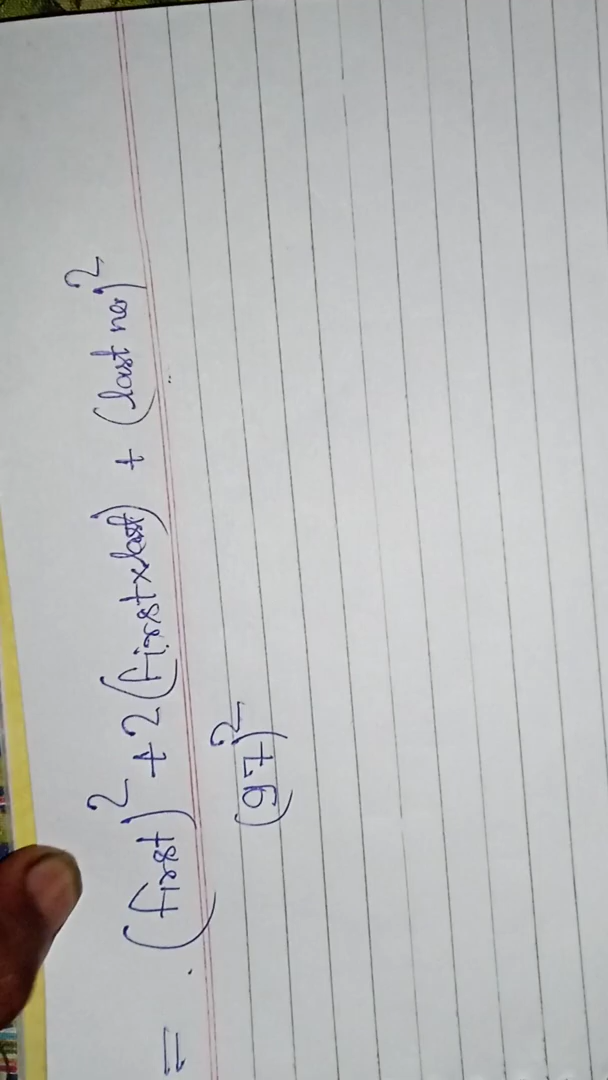 = (first)² + 2(first×last) + (last no)²
(97)²